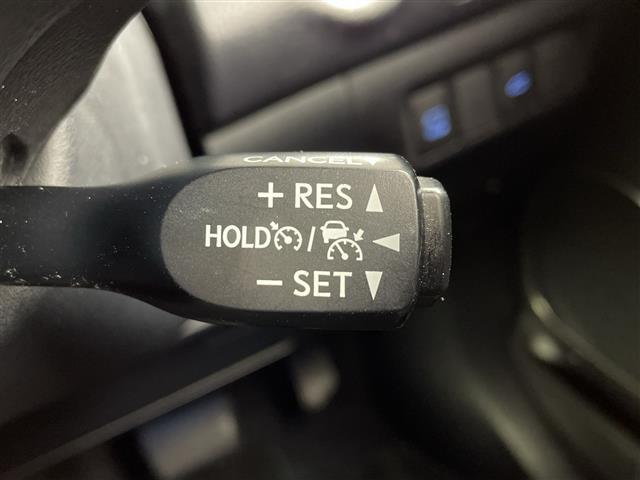 CANCEL
+ RES
HOLD /
− SET